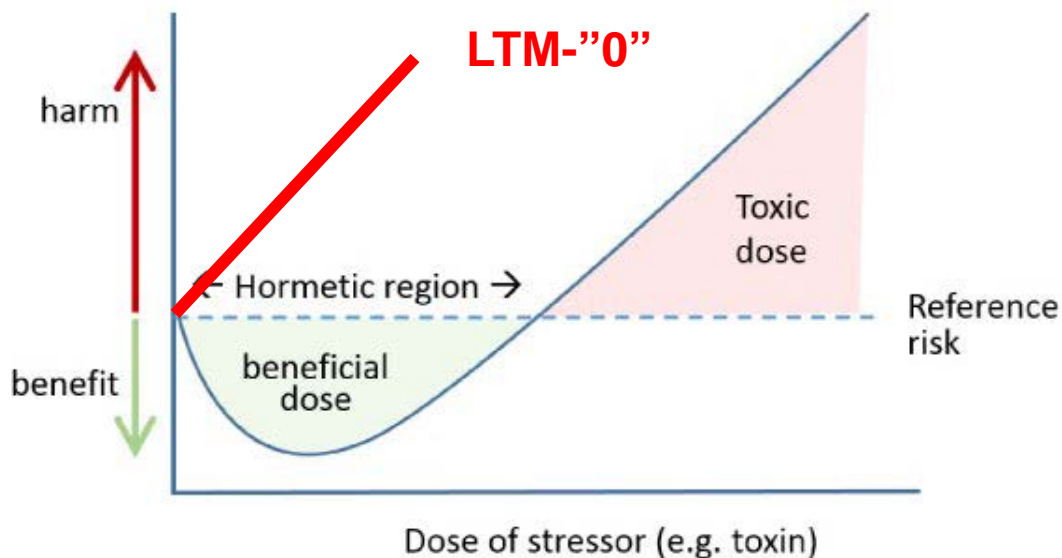 LTM-”0”
harm
Toxic
dose
← Hormetic region →
Reference
risk
beneficial
dose
benefit
Dose of stressor (e.g. toxin)